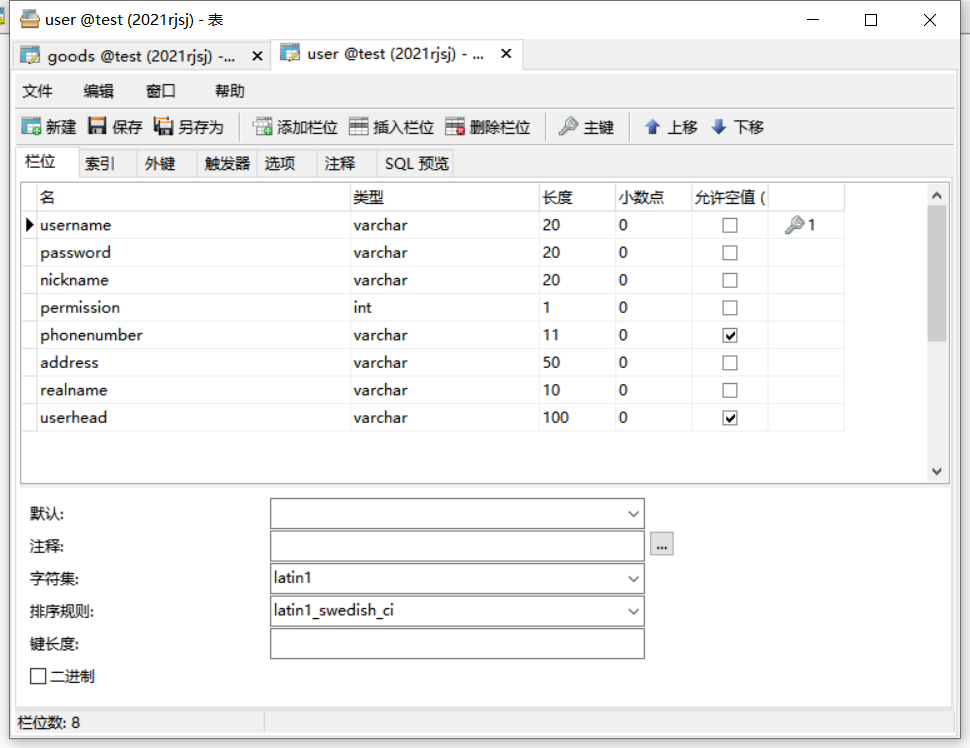 user @test (2021rjsj) - 表
goods @test (2021rjsj) -... user @test (2021rjsj) - ...
文件 编辑 窗口 帮助
新建 保存 另存为 添加栏位 插入栏位 删除栏位 主键 上移 下移
栏位 索引 外键 触发器 选项 注释 SQL 预览
名 类型 长度 小数点 允许空值 (
username varchar 20 0 1
password varchar 20 0
nickname varchar 20 0
permission int 1 0
phonenumber varchar 11 0
address varchar 50 0
realname varchar 10 0
userhead varchar 100 0
默认:
注释: ...
字符集: latin1
排序规则: latin1_swedish_ci
键长度:
二进制
栏位数: 8